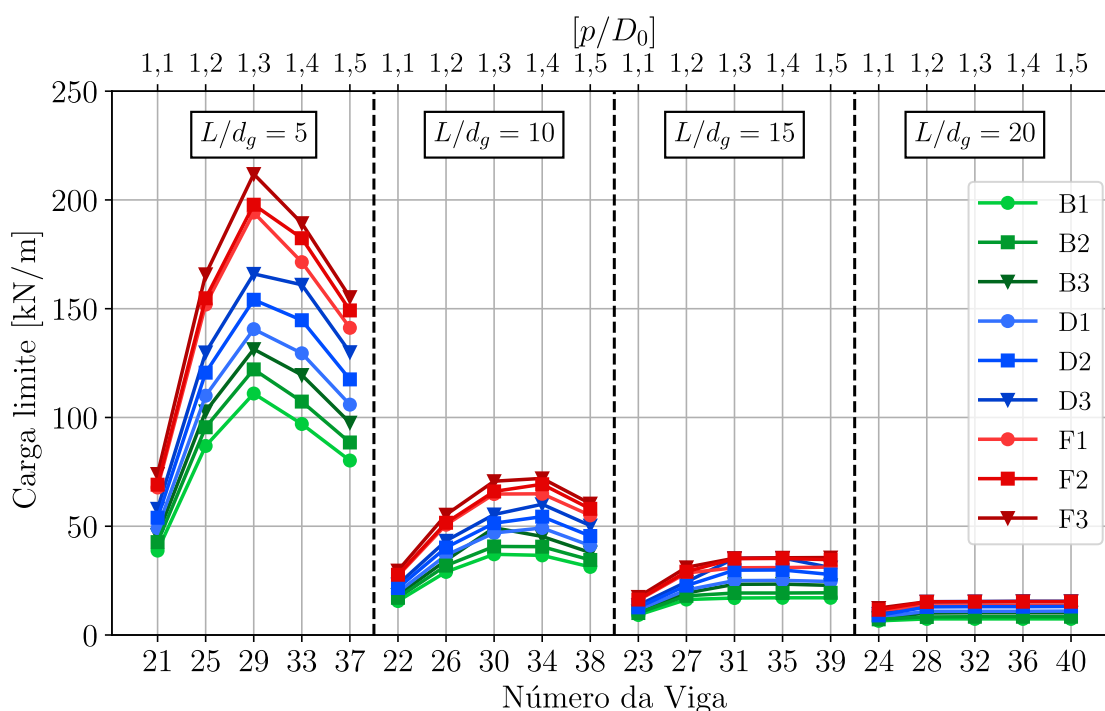 [p/D₀]
1,1 1,2 1,3 1,4 1,5 1,1 1,2 1,3 1,4 1,5 1,1 1,2 1,3 1,4 1,5 1,1 1,2 1,3 1,4 1,5
250
200
150
100
50
0
Carga limite [kN/m]
L/d_g = 5
L/d_g = 10
L/d_g = 15
L/d_g = 20
B1
B2
B3
D1
D2
D3
F1
F2
F3
21 25 29 33 37 22 26 30 34 38 23 27 31 35 39 24 28 32 36 40
Número da Viga